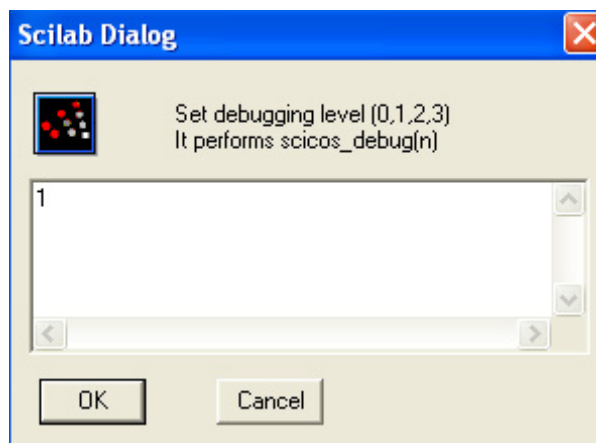 Scilab Dialog
Set debugging level (0,1,2,3)
It performs scicos_debug(n)
1
OK
Cancel